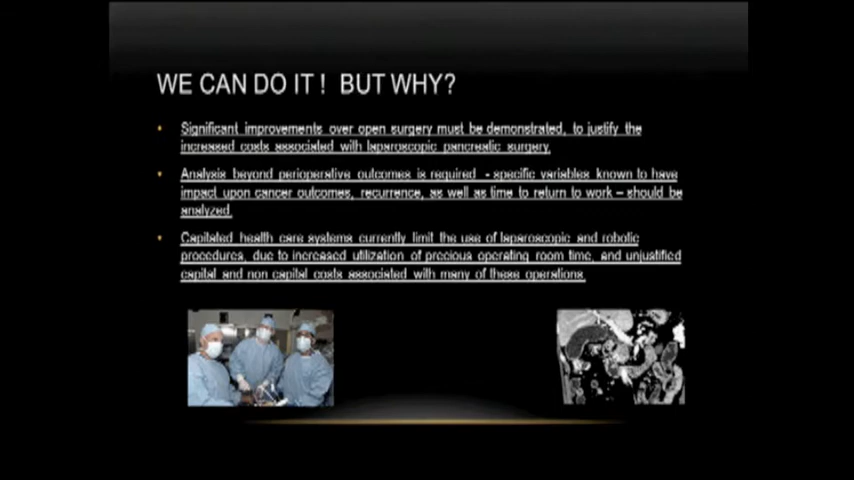 WE CAN DO IT ! BUT WHY?
• Significant improvements over open surgery must be demonstrated, to justify the
increased costs associated with laparoscopic pancreatic surgery.
• Analysis beyond perioperative outcomes is required - specific variables known to have
impact upon cancer outcomes, recurrence, as well as time to return to work – should be
analyzed.
• Capitated health care systems currently limit the use of laparoscopic and robotic
procedures, due to increased utilization of precious operating room time, and unjustified
capital and non capital costs associated with many of these operations.